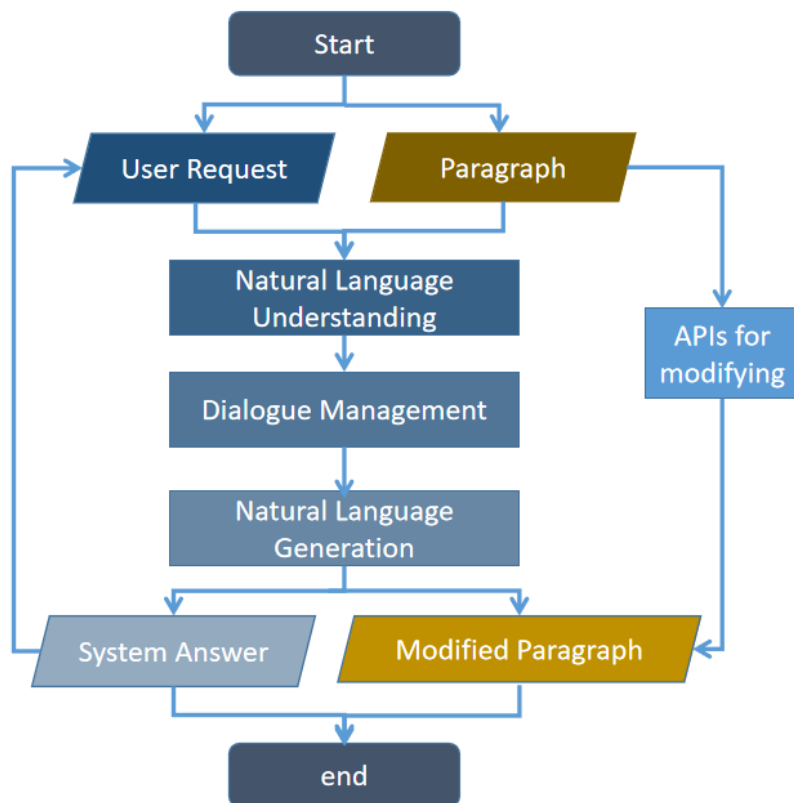 Start
User Request
Paragraph
Natural Language
Understanding
APIs for
modifying
Dialogue Management
Natural Language
Generation
System Answer
Modified Paragraph
end